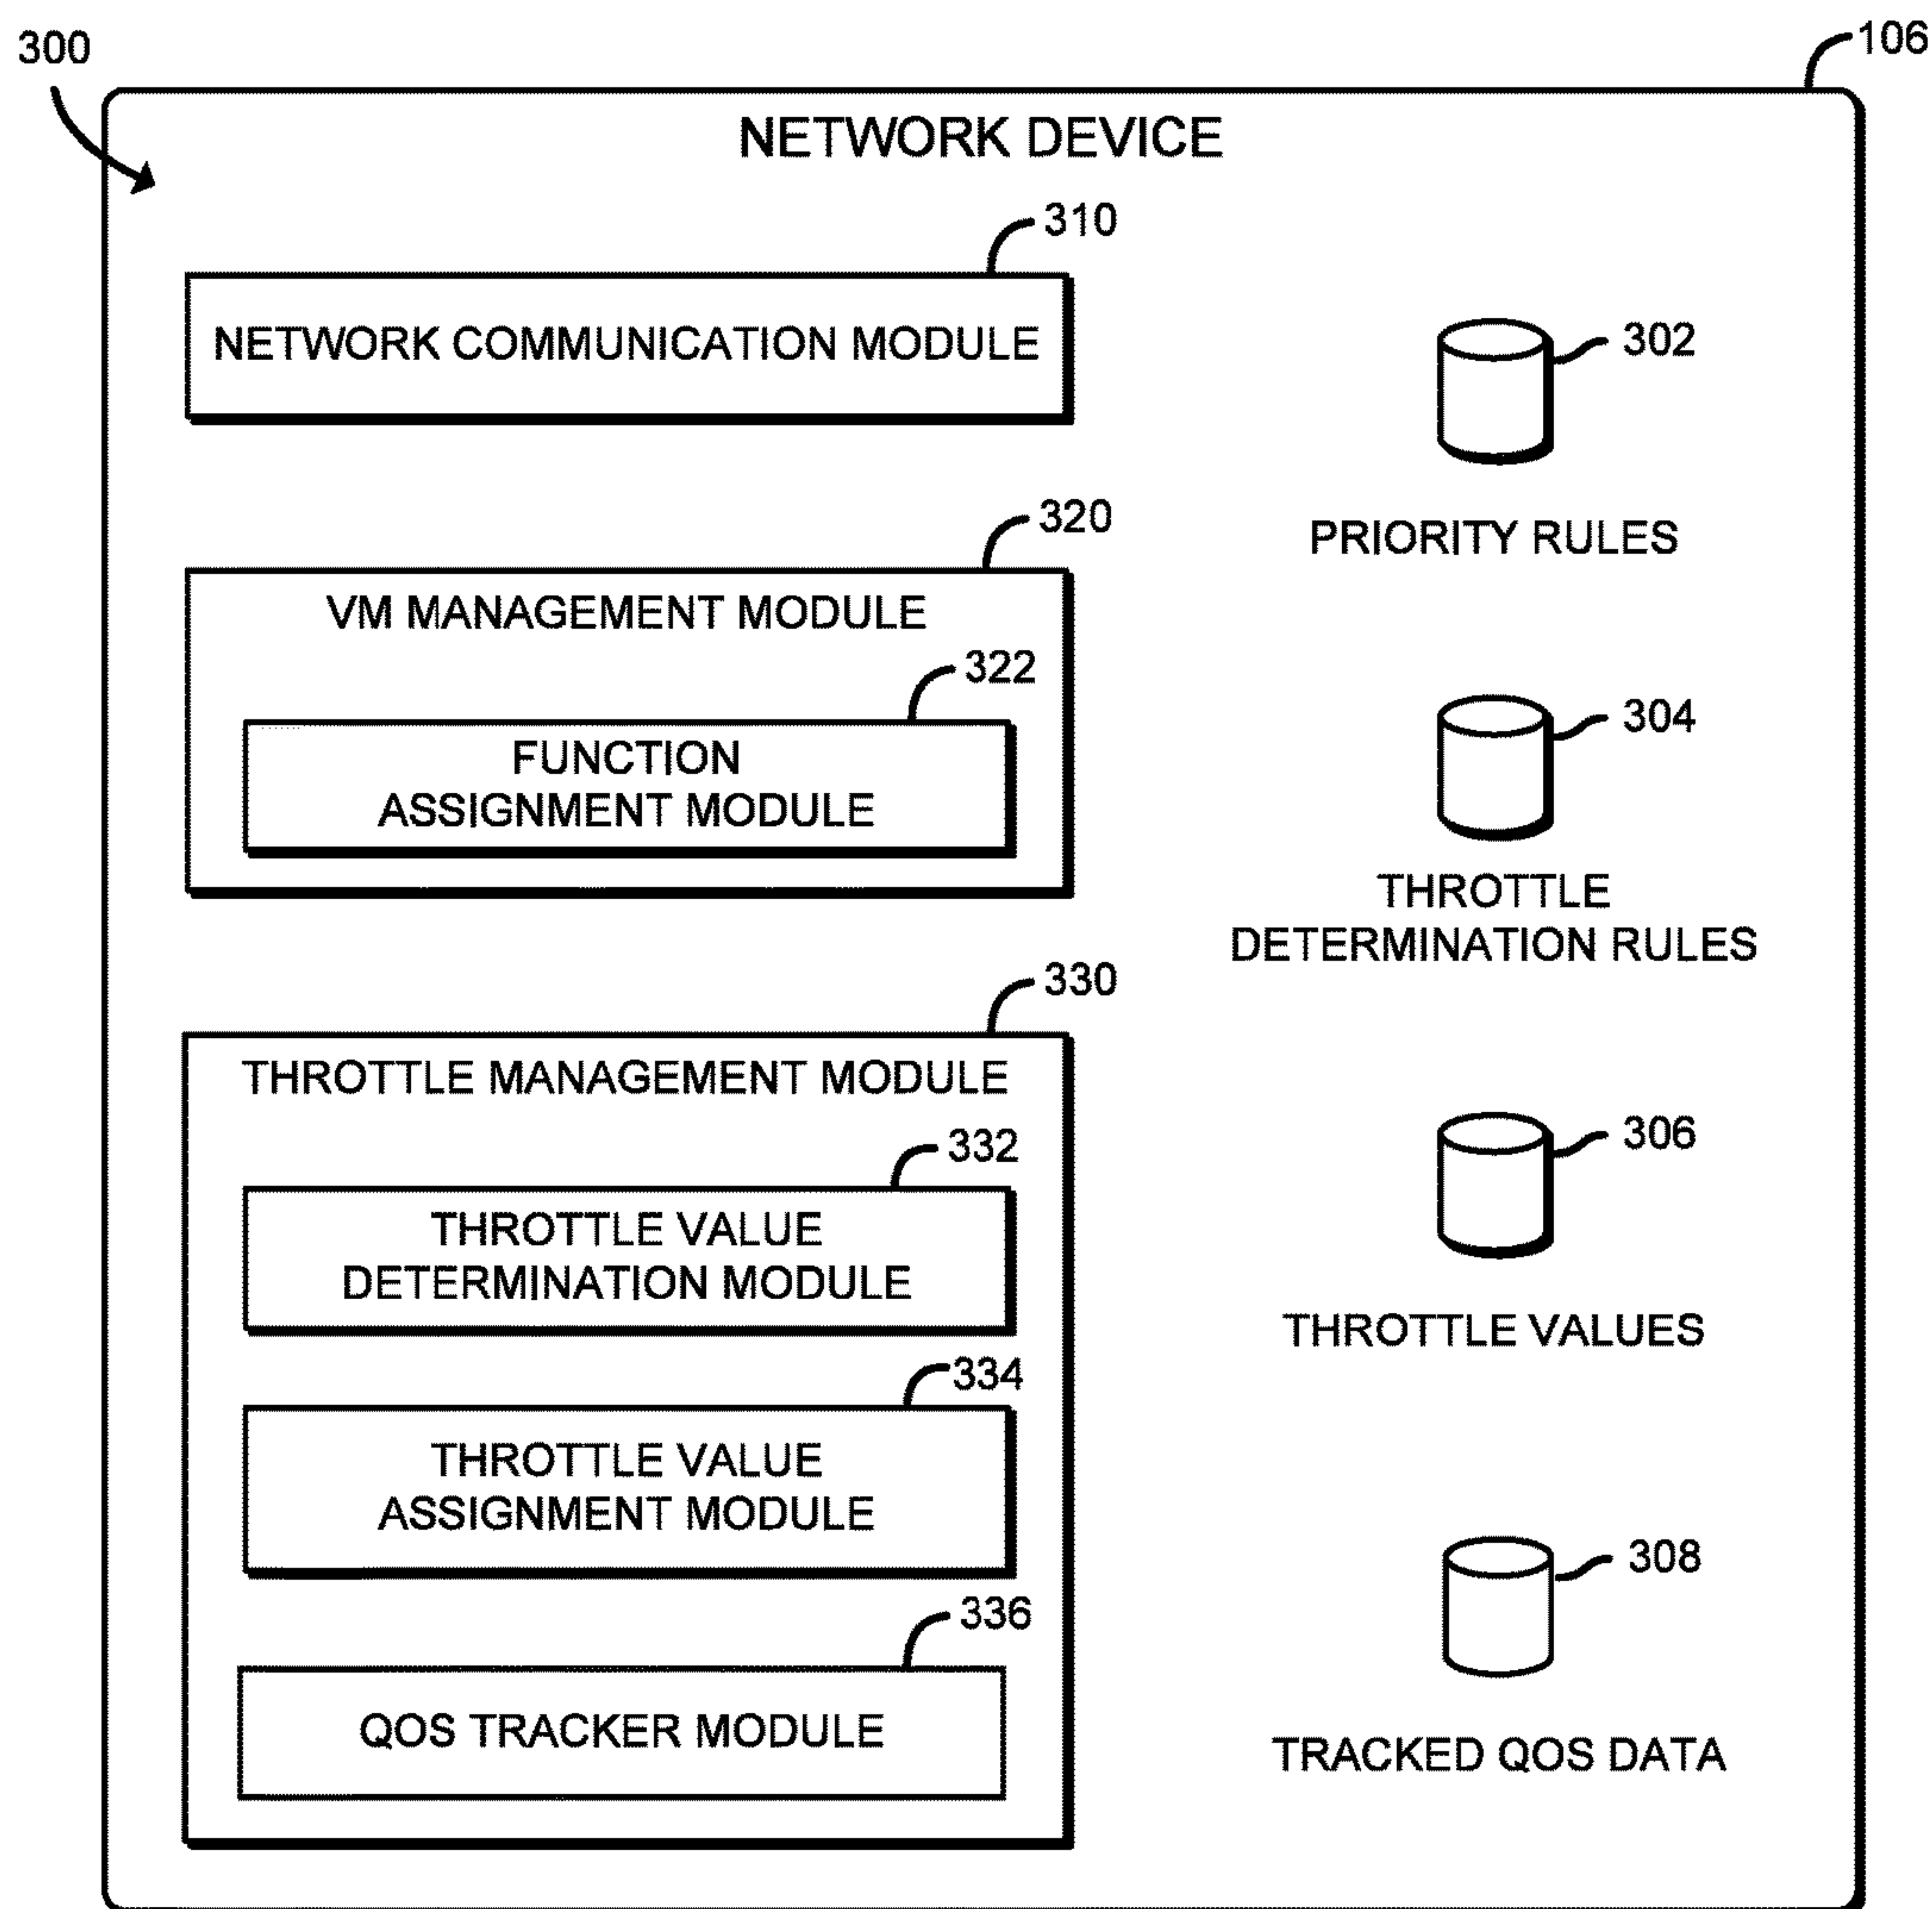 300
106
NETWORK DEVICE
310
NETWORK COMMUNICATION MODULE
302
PRIORITY RULES
320
VM MANAGEMENT MODULE
322
FUNCTION
ASSIGNMENT MODULE
304
THROTTLE
DETERMINATION RULES
330
THROTTLE MANAGEMENT MODULE
332
THROTTLE VALUE
DETERMINATION MODULE
306
THROTTLE VALUES
334
THROTTLE VALUE
ASSIGNMENT MODULE
336
QOS TRACKER MODULE
308
TRACKED QOS DATA